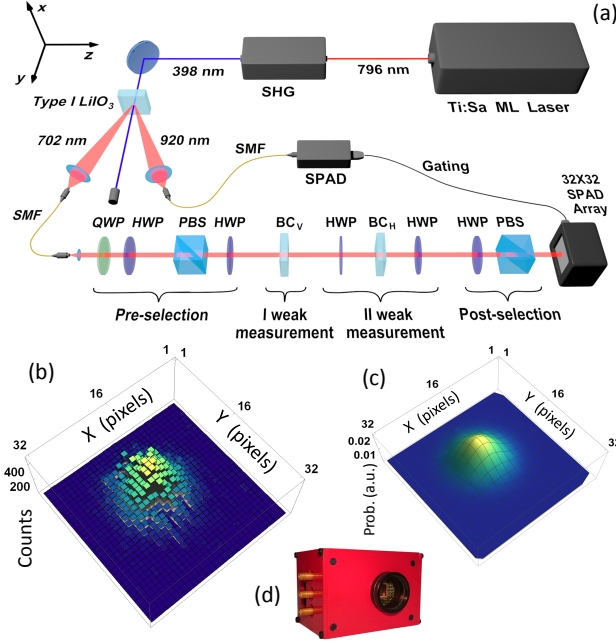 (a)
x
y
z
398 nm
SHG
796 nm
Ti:Sa ML Laser
Type I LiIO3
702 nm
920 nm
SMF
SPAD
Gating
32X32
SPAD
Array
SMF
QWP HWP PBS HWP BCV HWP BCH HWP HWP PBS
Pre-selection
I weak
measurement
II weak
measurement
Post-selection
(b)
1 1
16 16
X (pixels) Y (pixels)
32 32
400
200
Counts
(c)
1 1
16 16
X (pixels) Y (pixels)
32 32
0.02
0.01
Prob. (a.u.)
(d)